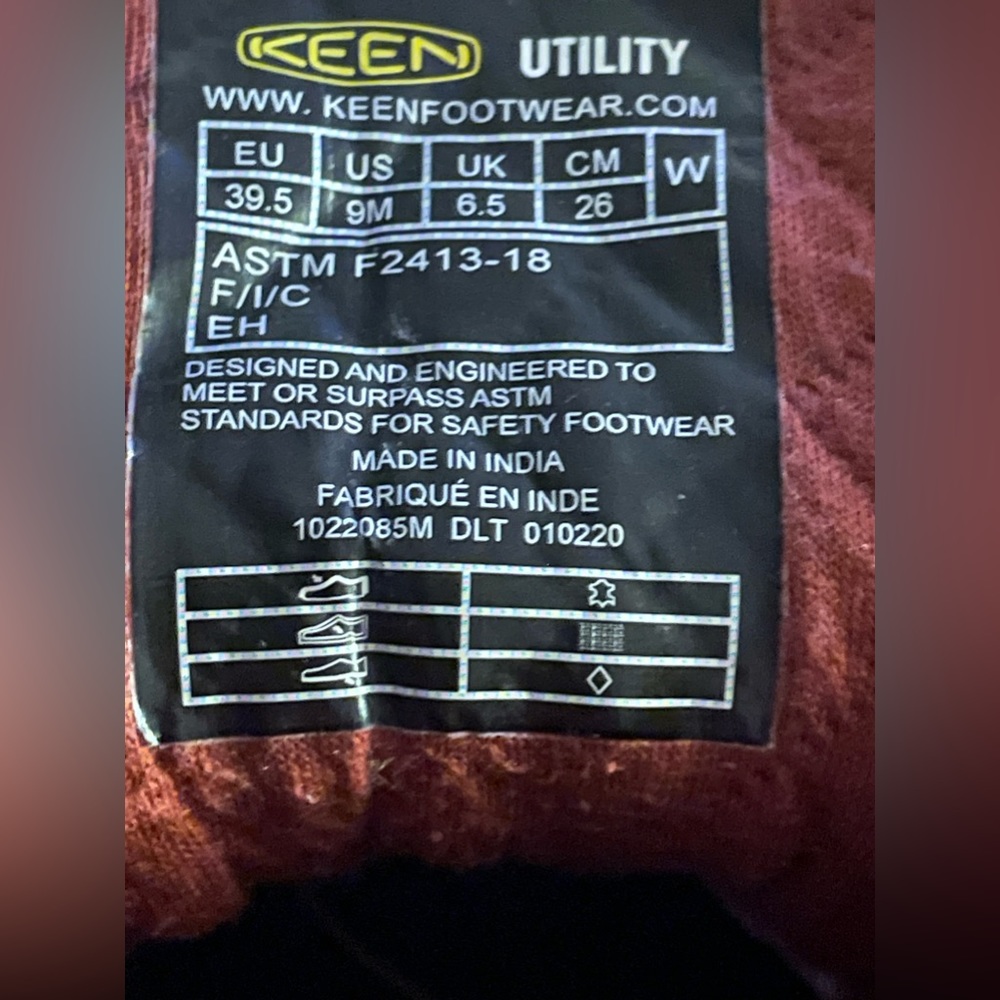 KEEN UTILITY
WWW. KEENFOOTWEAR.COM
EU US UK CM W
39.5 9M 6.5 26
ASTM F2413-18
F/I/C
EH
DESIGNED AND ENGINEERED TO
MEET OR SURPASS ASTM
STANDARDS FOR SAFETY FOOTWEAR
MADE IN INDIA
FABRIQUÉ EN INDE
1022085M DLT 010220